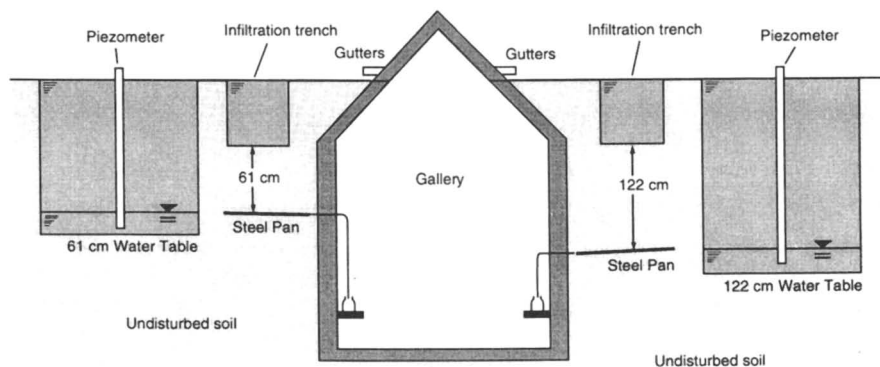 Piezometer
Infiltration trench
Gutters
Gutters
Infiltration trench
Piezometer
61 cm
Gallery
122 cm
Steel Pan
61 cm Water Table
Steel Pan
122 cm Water Table
Undisturbed soil
Undisturbed soil